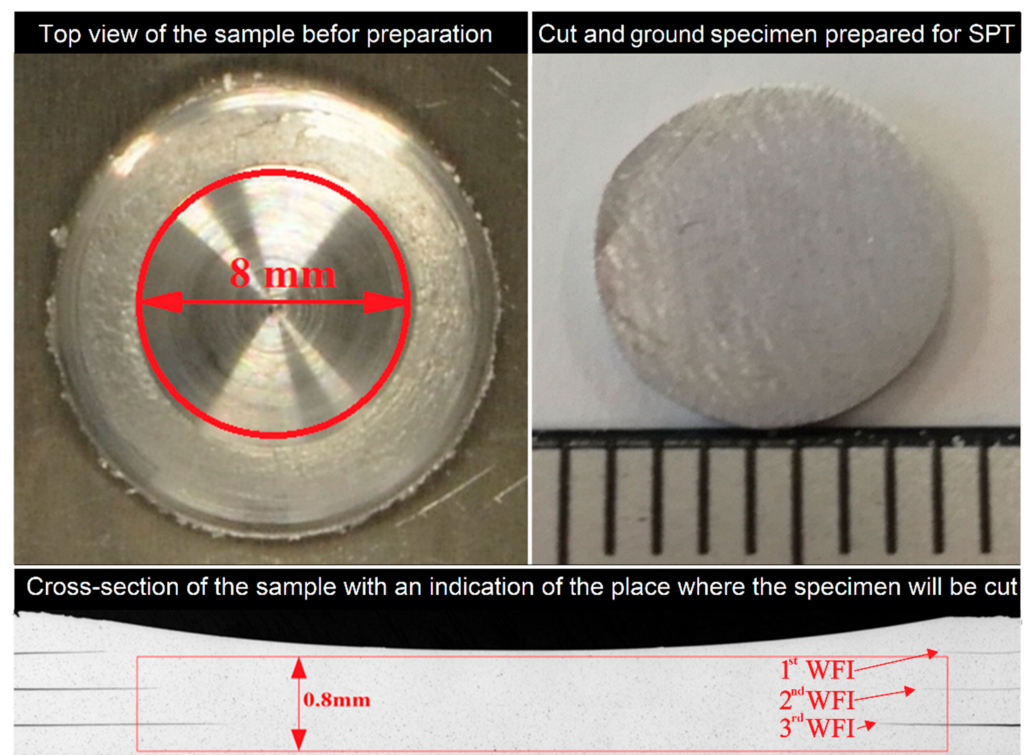 Top view of the sample befor preparation
Cut and ground specimen prepared for SPT
8 mm
Cross-section of the sample with an indication of the place where the specimen will be cut
0.8mm
1st WFI
2nd WFI
3rd WFI